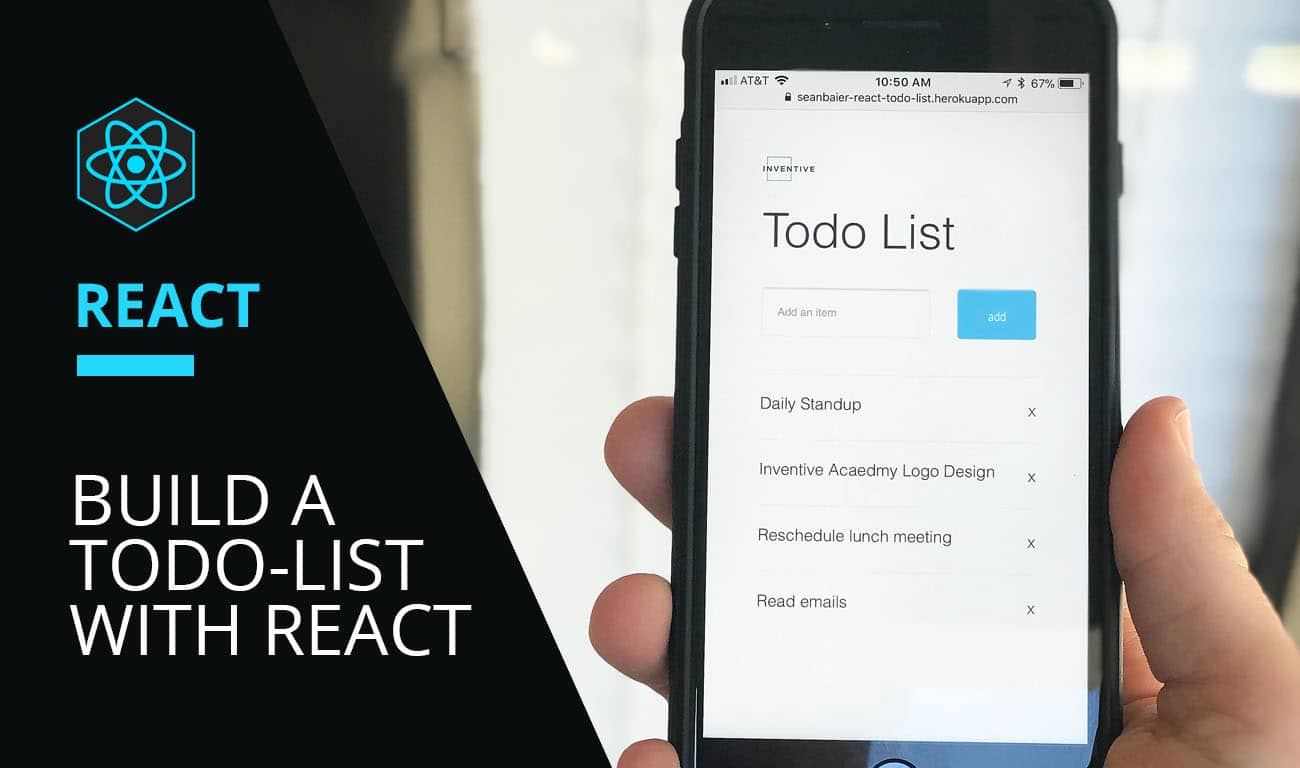 REACT
BUILD A
TODO-LIST
WITH REACT
AT&T 10:50 AM 67%
seanbaier-react-todo-list.herokuapp.com
INVENTIVE
Todo List
Add an item add
Daily Standup x
Inventive Acaedmy Logo Design x
Reschedule lunch meeting x
Read emails x